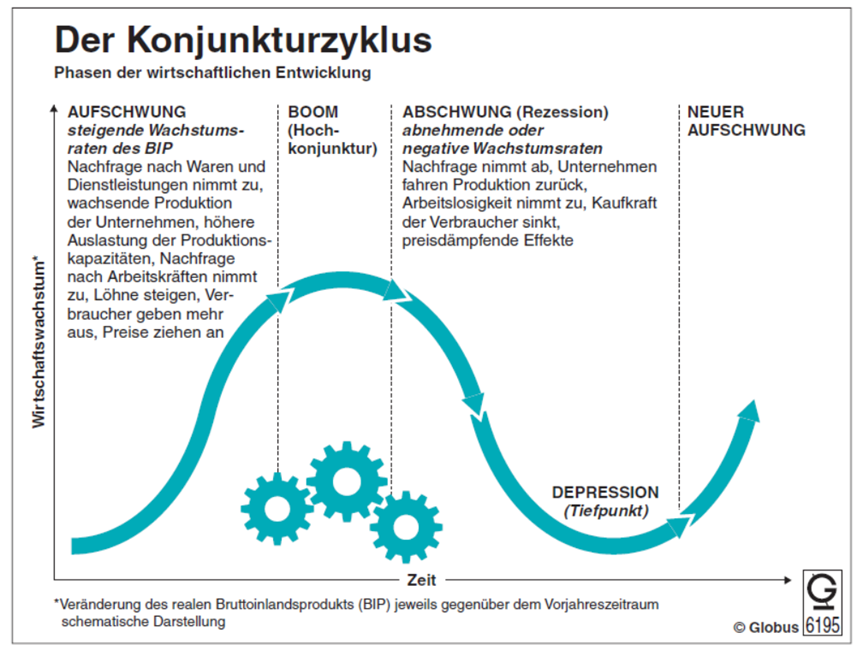 Der Konjunkturzyklus
Phasen der wirtschaftlichen Entwicklung
AUFSCHWUNG
steigende Wachstums-
raten des BIP
Nachfrage nach Waren und
Dienstleistungen nimmt zu,
wachsende Produktion
der Unternehmen, höhere
Auslastung der Produktions-
kapazitäten, Nachfrage
nach Arbeitskräften nimmt
zu, Löhne steigen, Ver-
braucher geben mehr
aus, Preise ziehen an
BOOM
(Hoch-
konjunktur)
ABSCHWUNG (Rezession)
abnehmende oder
negative Wachstumsraten
Nachfrage nimmt ab, Unternehmen
fahren Produktion zurück,
Arbeitslosigkeit nimmt zu, Kaufkraft
der Verbraucher sinkt,
preisdämpfende Effekte
NEUER
AUFSCHWUNG
Wirtschaftswachstum*
DEPRESSION
(Tiefpunkt)
Zeit
*Veränderung des realen Bruttoinlandsprodukts (BIP) jeweils gegenüber dem Vorjahreszeitraum
schematische Darstellung
© Globus
G
6195